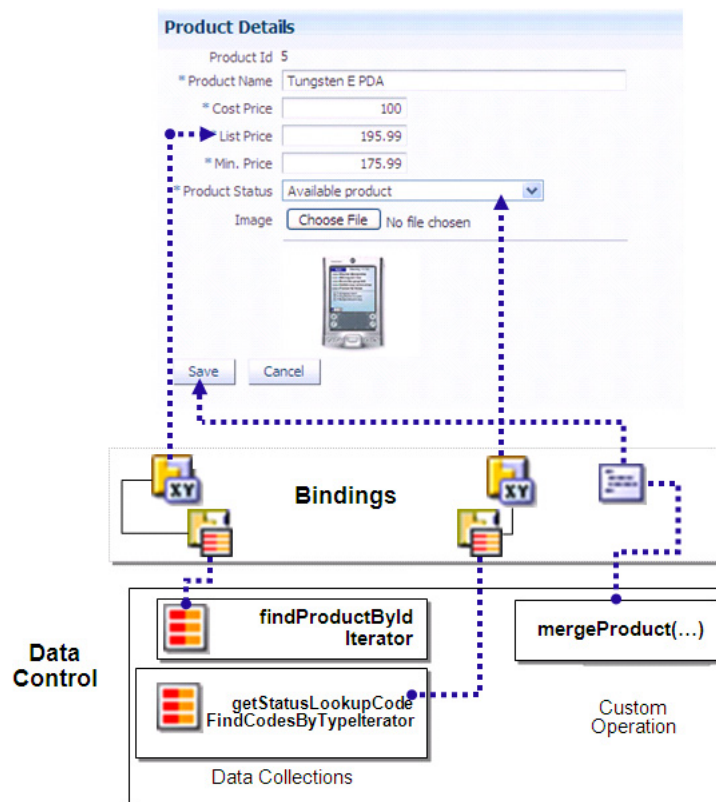 Product Details
Product Id 5
* Product Name Tungsten E PDA
* Cost Price 100
* List Price 195.99
* Min. Price 175.99
* Product Status Available product
Image Choose File No file chosen
Save Cancel
XY
Bindings
XY
Data
Control
findProductById
Iterator
mergeProduct(...)
getStatusLookupCode
FindCodesByTypeIterator
Custom
Operation
Data Collections